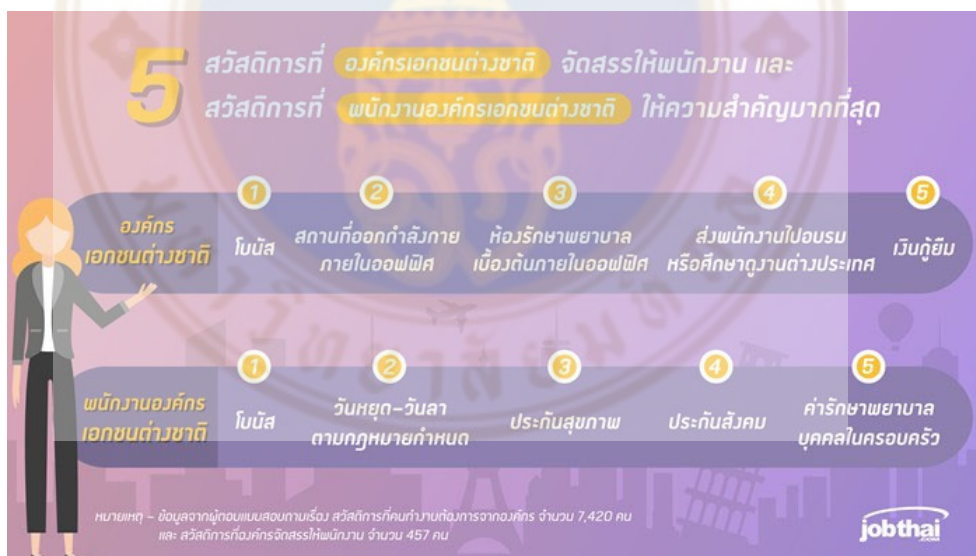 5
สวัสดิการที่ องค์กรเอกชนต่างชาติ จัดสรรให้พนักงาน และ
สวัสดิการที่ พนักงานองค์กรเอกชนต่างชาติ ให้ความสำคัญมากที่สุด
องค์กร
เอกชนต่างชาติ
1
โบนัส
2
สถานที่ออกกำลังกาย
ภายในออฟฟิศ
3
ห้องรักษาพยาบาล
เบื้องต้นภายในออฟฟิศ
4
ส่งพนักงานไปอบรม
หรือศึกษาดูงานต่างประเทศ
5
เงินกู้ยืม
พนักงานองค์กร
เอกชนต่างชาติ
1
โบนัส
2
วันหยุด-วันลา
ตามกฎหมายกำหนด
3
ประกันสุขภาพ
4
ประกันสังคม
5
ค่ารักษาพยาบาล
บุคคลในครอบครัว
หมายเหตุ – ข้อมูลจากผู้ตอบแบบสอบถามเรื่อง สวัสดิการที่คนทำงานต้องการจากองค์กร จำนวน 7,420 คน
และ สวัสดิการที่องค์กรจัดสรรให้พนักงาน จำนวน 457 คน
jobthai
.COM
มหาวิทยาลัยมหิดล